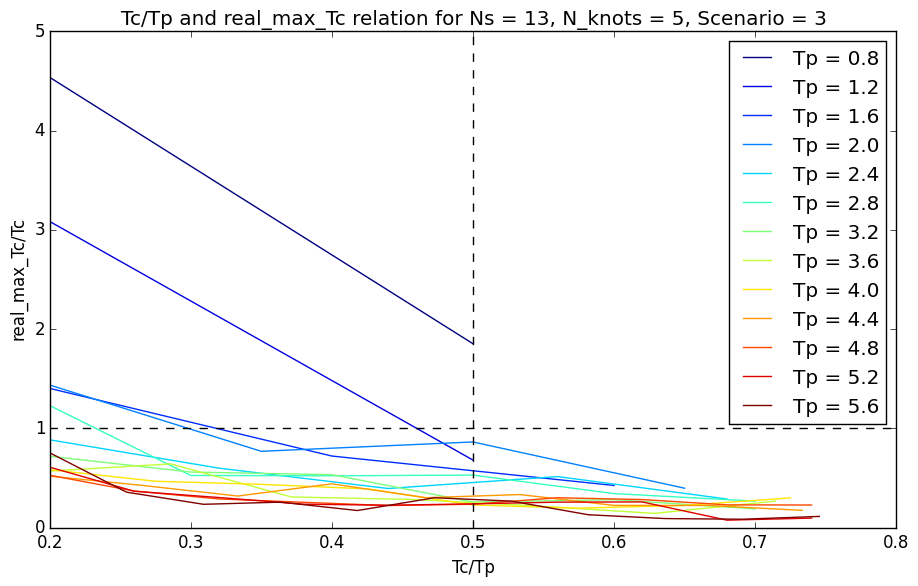 Tc/Tp and real_max_Tc relation for Ns = 13, N_knots = 5, Scenario = 3
5
4
3
2
1
0
real_max_Tc/Tc
Tp = 0.8
Tp = 1.2
Tp = 1.6
Tp = 2.0
Tp = 2.4
Tp = 2.8
Tp = 3.2
Tp = 3.6
Tp = 4.0
Tp = 4.4
Tp = 4.8
Tp = 5.2
Tp = 5.6
0.2 0.3 0.4 0.5 0.6 0.7 0.8
Tc/Tp